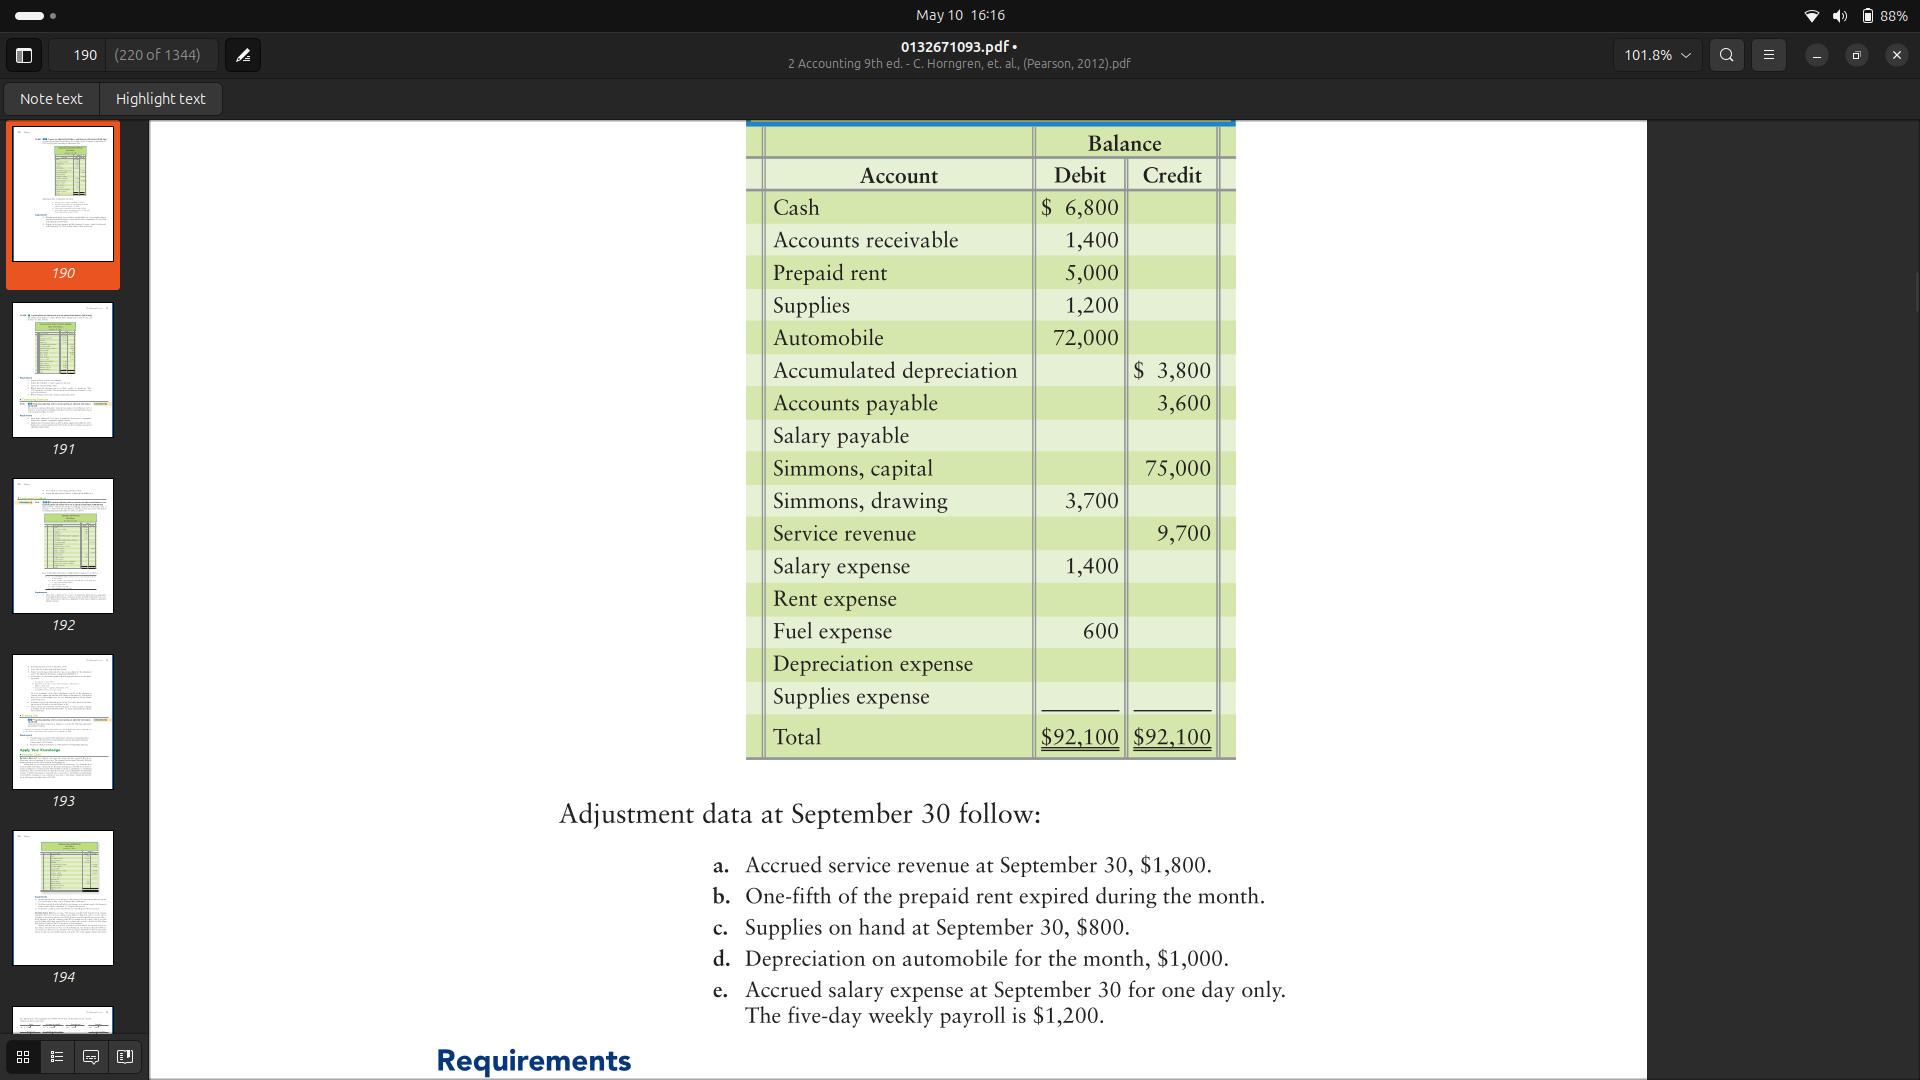 May 10 16:16
88%
190 (220 of 1344)
0132671093.pdf •
2 Accounting 9th ed. - C. Horngren, et. al., (Pearson, 2012).pdf
101.8%
Note text Highlight text
190
191
192
193
194
Balance
Account Debit Credit
Cash $ 6,800
Accounts receivable 1,400
Prepaid rent 5,000
Supplies 1,200
Automobile 72,000
Accumulated depreciation $ 3,800
Accounts payable 3,600
Salary payable
Simmons, capital 75,000
Simmons, drawing 3,700
Service revenue 9,700
Salary expense 1,400
Rent expense
Fuel expense 600
Depreciation expense
Supplies expense
Total $92,100 $92,100
Adjustment data at September 30 follow:
a. Accrued service revenue at September 30, $1,800.
b. One-fifth of the prepaid rent expired during the month.
c. Supplies on hand at September 30, $800.
d. Depreciation on automobile for the month, $1,000.
e. Accrued salary expense at September 30 for one day only.
The five-day weekly payroll is $1,200.
Requirements